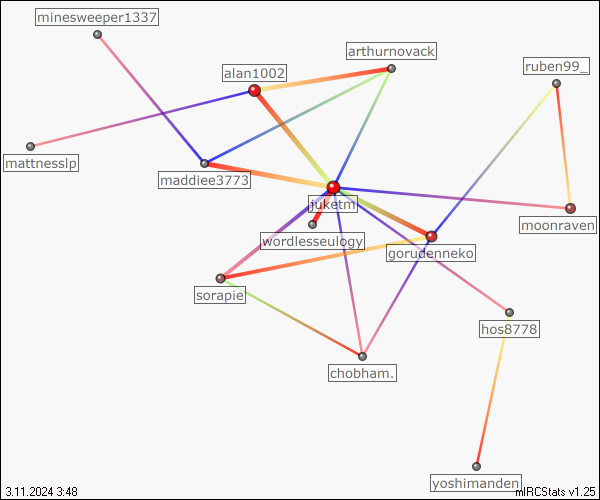 minesweeper1337
arthurnovack
alan1002
ruben99_
mattnesslp
maddiee3773
juketm
moonraven
wordlesseulogy
gorudenneko
sorapie
hos8778
chobham.
yoshimanden
3.11.2024 3:48
mIRCStats v1.25